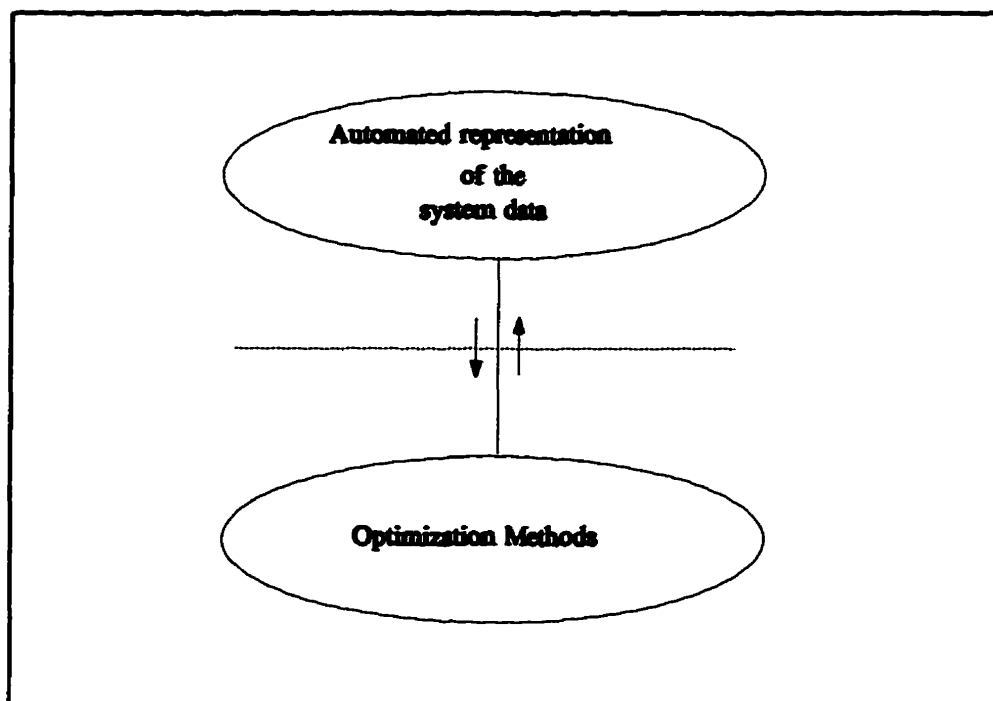 Automated representation
of the
system data
Optimization Methods